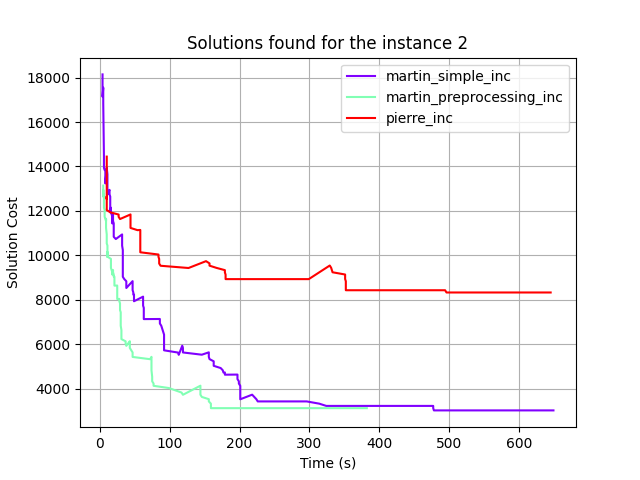 Solutions found for the instance 2
martin_simple_inc
martin_preprocessing_inc
pierre_inc
18000
16000
14000
12000
10000
8000
6000
4000
Solution Cost
0 100 200 300 400 500 600
Time (s)